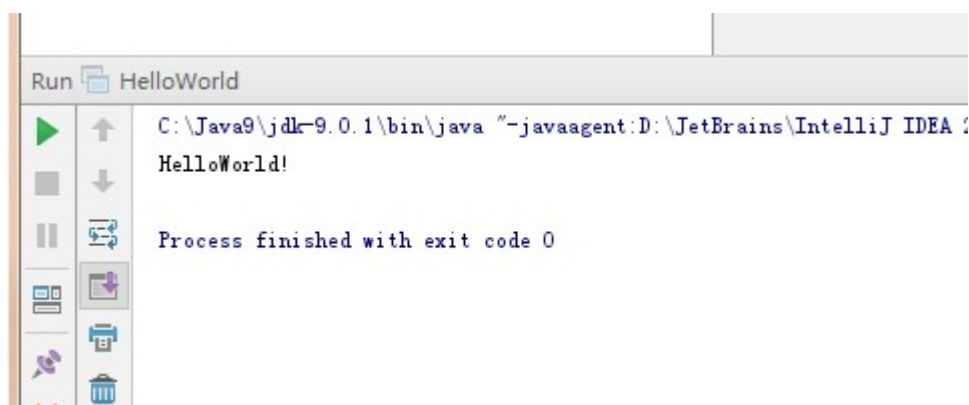 Run HelloWorld
C:\Java9\jdk-9.0.1\bin\java "-javaagent:D:\JetBrains\IntelliJ IDEA 2
HelloWorld!
Process finished with exit code 0